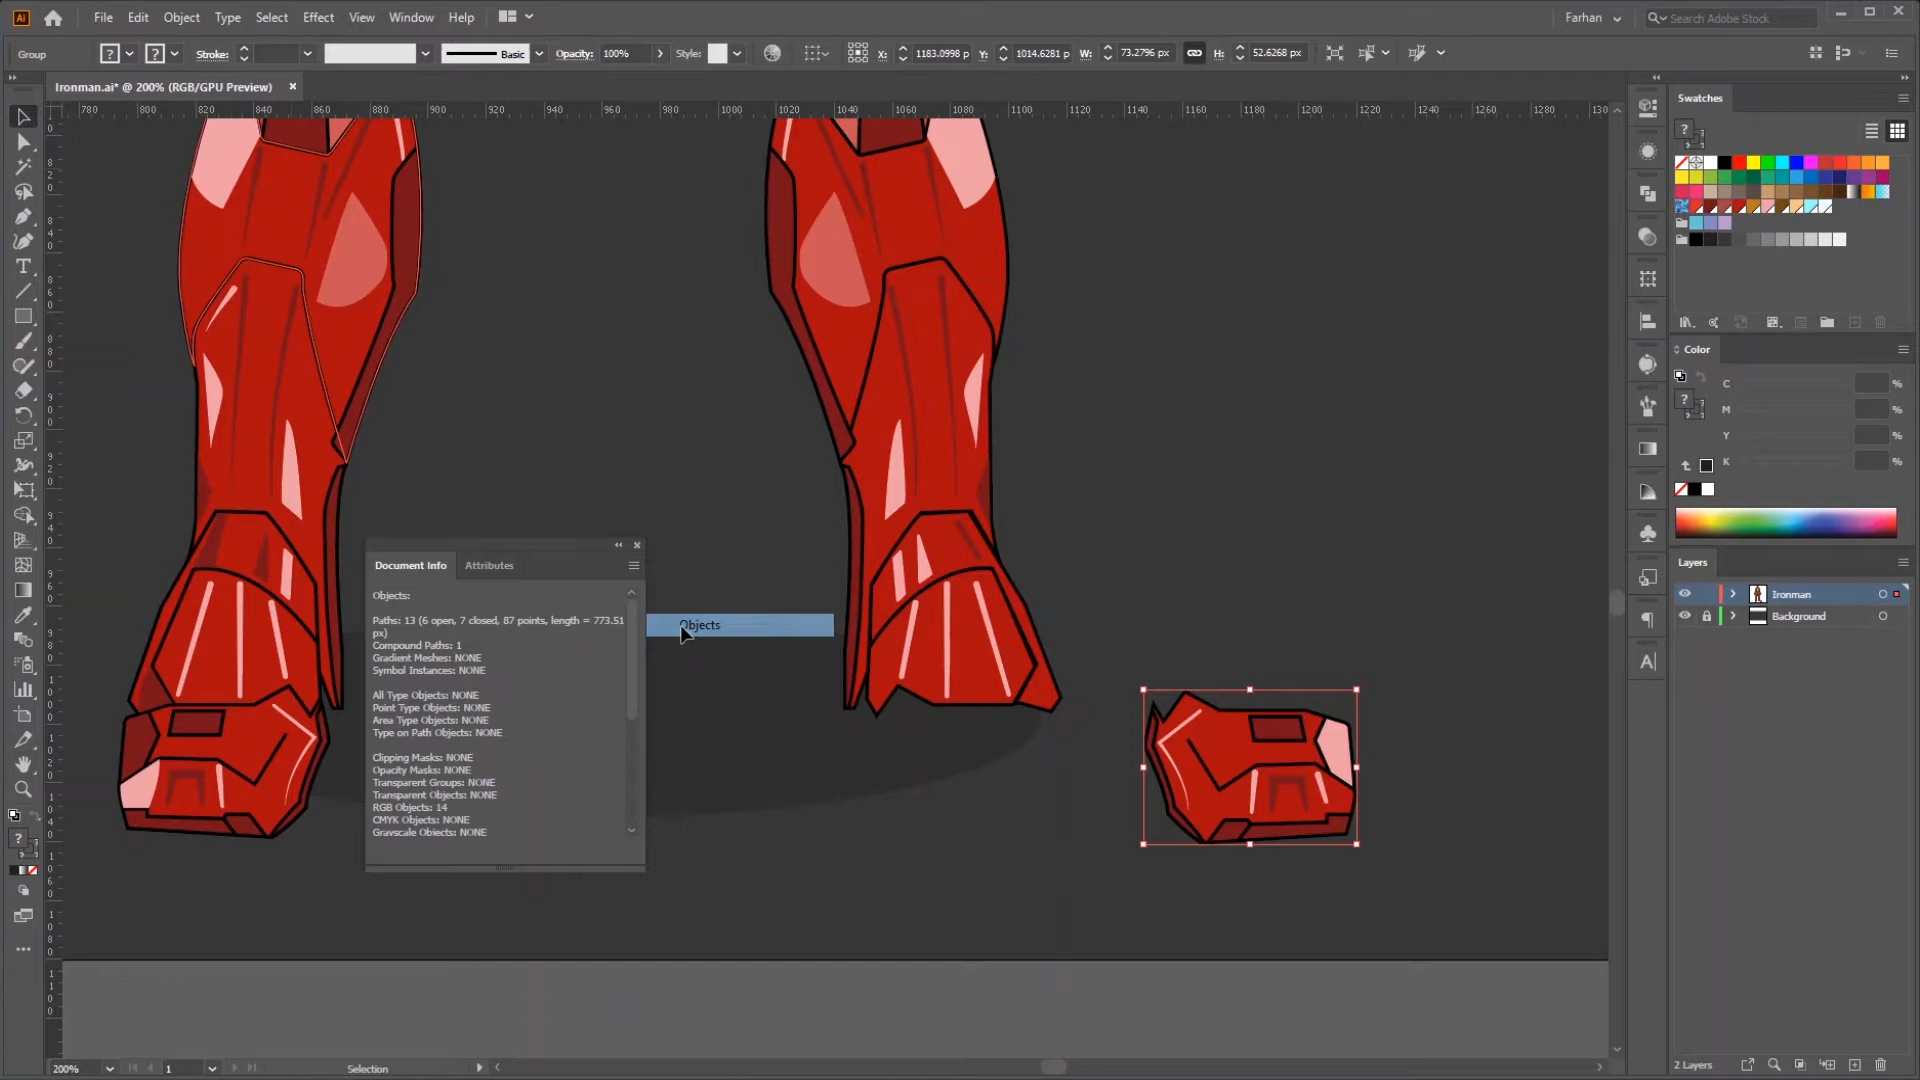 Ai File Edit Object Type Select Effect View Window Help Farhan Search Adobe Stock
Group ? ? Stroke: Basic Opacity: 100% Style: X: 1183.0998 p Y: 1014.6281 px W: 73.2796 px H: 52.6268 px
Ironman.ai* @ 200% (RGB/GPU Preview) ×
780 800 820 840 860 880 900 920 940 960 980 1000 1020 1040 1060 1080 1100 1120 1140 1160 1180 1200 1220 1240 1260 1280 130
Swatches
?
Color
?
C %
M %
Y %
K %
Document Info Attributes
Objects:
Paths: 13 (6 open, 7 closed, 87 points, length = 773.51
px)
Compound Paths: 1
Gradient Meshes: NONE
Symbol Instances: NONE
All Type Objects: NONE
Point Type Objects: NONE
Area Type Objects: NONE
Type on Path Objects: NONE
Clipping Masks: NONE
Opacity Masks: NONE
Transparent Groups: NONE
Transparent Objects: NONE
RGB Objects: 14
CMYK Objects: NONE
Grayscale Objects: NONE
Objects
Layers
Ironman
Background
2 Layers
200% 1 Selection